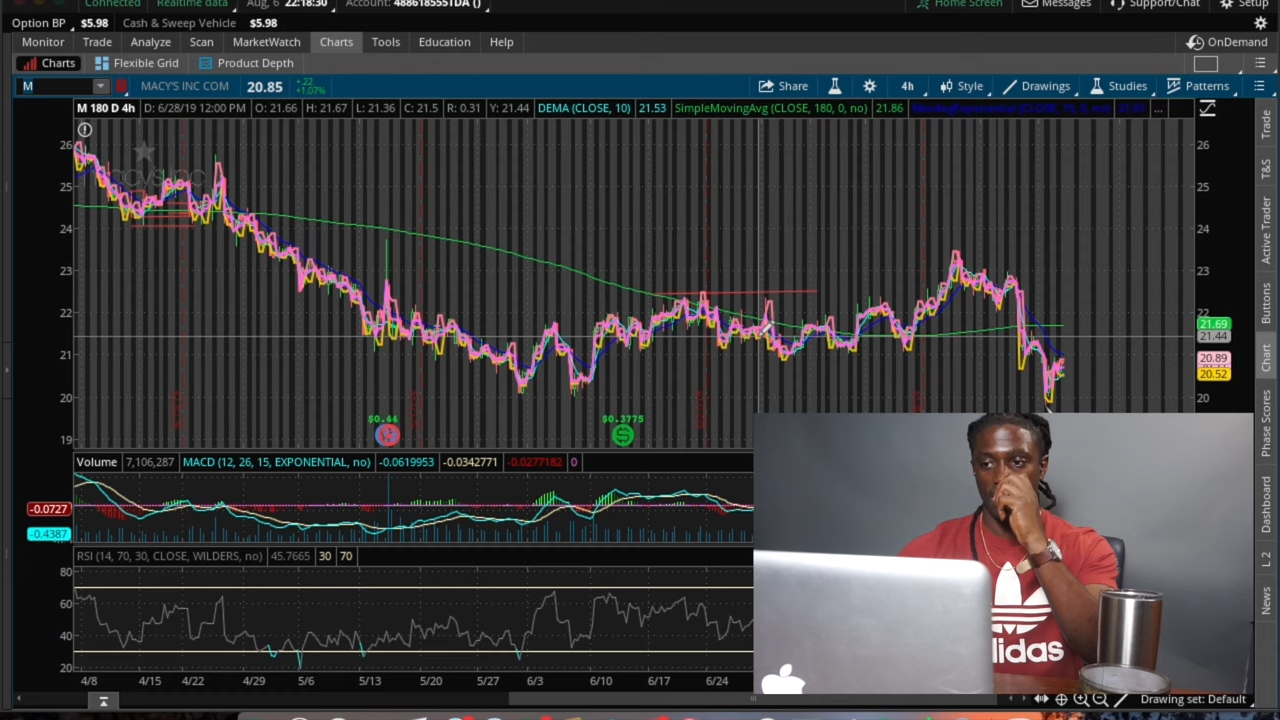 Connected Realtime data Aug. 6 22:18:30 Account: 488618555TDA () Home Screen Messages Support/Chat Setup
Option BP $5.98 Cash & Sweep Vehicle $5.98
Monitor Trade Analyze Scan MarketWatch Charts Tools Education Help OnDemand
Charts Flexible Grid Product Depth
M MACY'S INC COM 20.85 +.22 +1.07% Share 4h Style Drawings Studies Patterns
M 180 D 4h D: 6/28/19 12:00 PM O: 21.66 H: 21.67 L: 21.36 C: 21.5 R: 0.31 Y: 21.44 DEMA (CLOSE, 10) 21.53 SimpleMovingAvg (CLOSE, 180, 0, no) 21.86 ...
26 26
25 25
24 24
23 23
22 22
21.69
21.44
21
20.89
20.52
20 20
19
$0.44 $0.3775
Volume 7,106,287 MACD (12, 26, 15, EXPONENTIAL, no) -0.0619953 -0.0342771 -0.0277182 0
-0.0727
-0.4387
RSI (14, 70, 30, CLOSE, WILDERS, no) 45.7665 30 70
80
60
40
20
4/8 4/15 4/22 4/29 5/6 5/13 5/20 5/27 6/3 6/10 6/17 6/24
Drawing set: Default
Trade
T&S
Active Trader
Buttons
Chart
Phase Scores
Dashboard
L 2
News
adidas